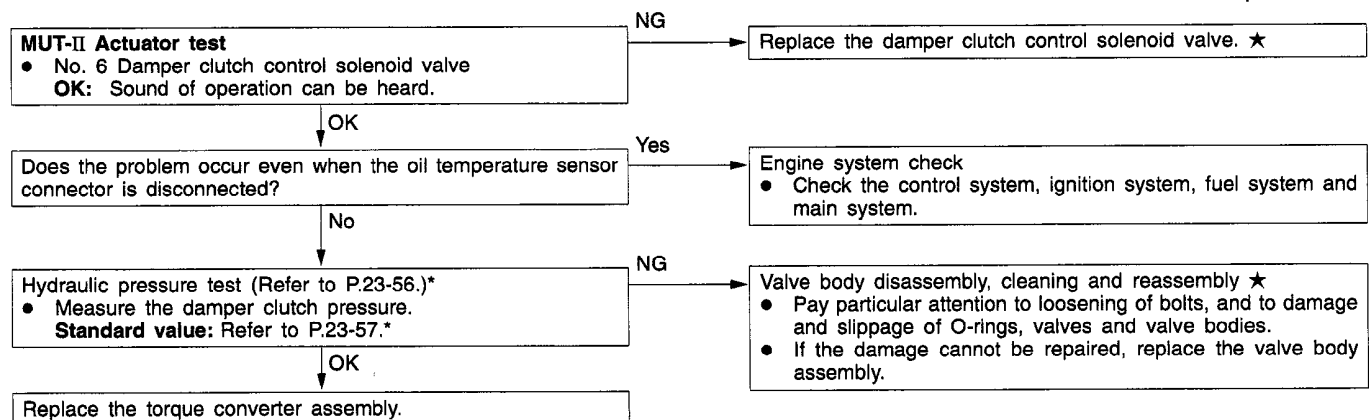 NG
MUT-II Actuator test
● No. 6 Damper clutch control solenoid valve
OK: Sound of operation can be heard.
Replace the damper clutch control solenoid valve. ★
OK
Does the problem occur even when the oil temperature sensor
connector is disconnected?
Yes
Engine system check
● Check the control system, ignition system, fuel system and
main system.
No
Hydraulic pressure test (Refer to P.23-56.)*
● Measure the damper clutch pressure.
Standard value: Refer to P.23-57.*
NG
Valve body disassembly, cleaning and reassembly ★
● Pay particular attention to loosening of bolts, and to damage
and slippage of O-rings, valves and valve bodies.
● If the damage cannot be repaired, replace the valve body
assembly.
OK
Replace the torque converter assembly.